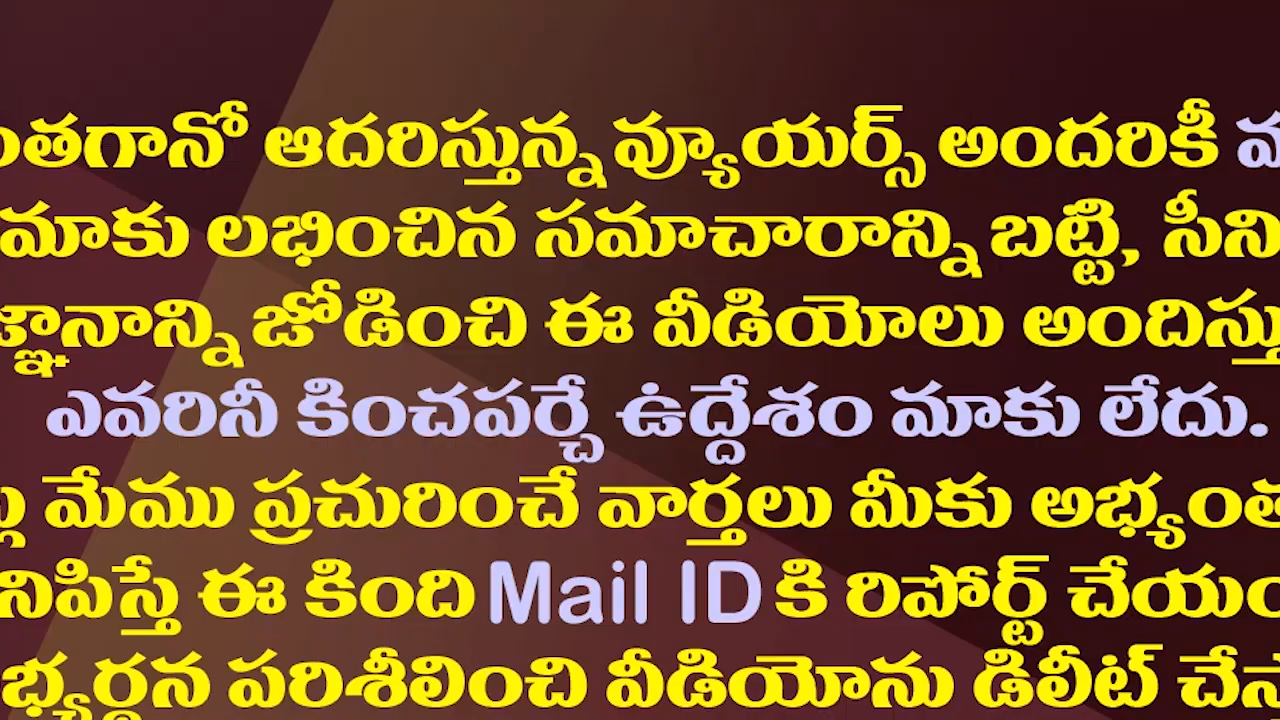 ఆదరిస్తున్న వ్యూయర్స్ అందరికీ
మాకు లభించిన సమాచారాన్ని బట్టి,
జోడించి ఈ వీడియోలు
ఎవరినీ కించపర్చే ఉద్దేశం మాకు లేదు.
మేము ప్రచురించే వార్తలు మీకు
ఈ కింది Mail ID కి రిపోర్ట్
పరిశీలించి వీడియోను డిలీట్